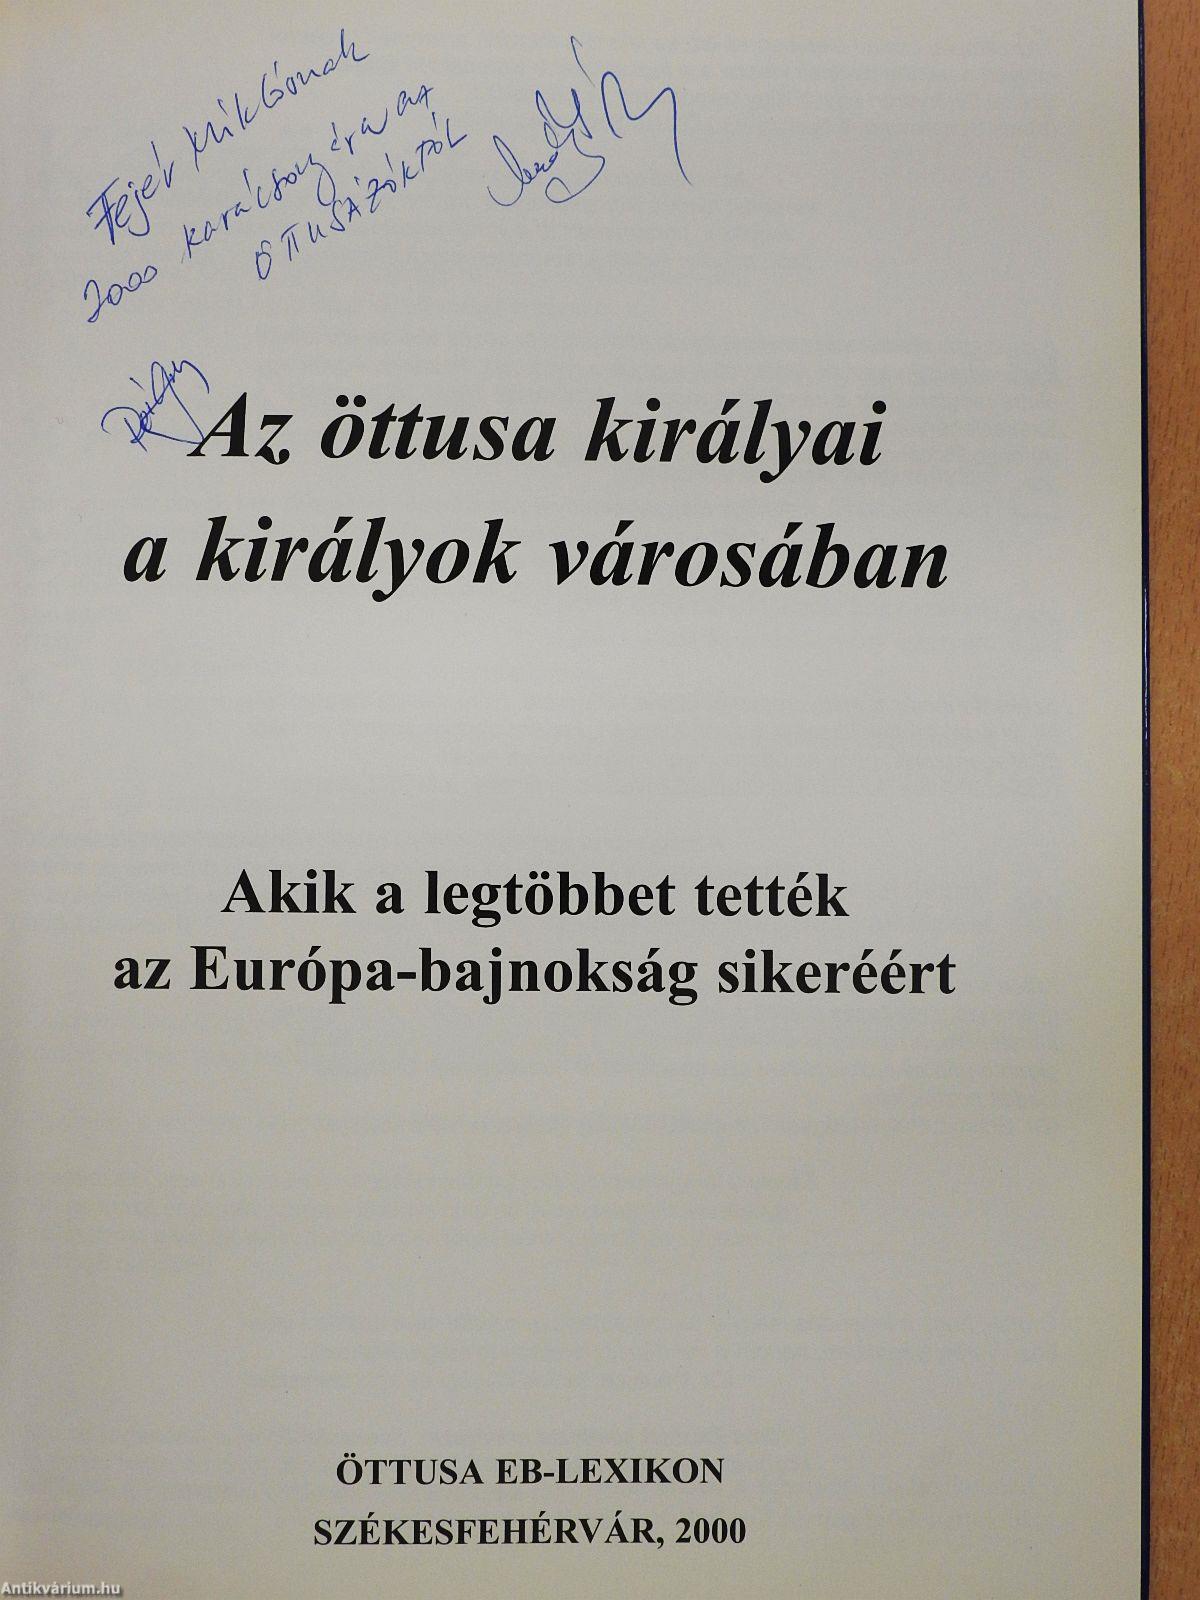 Fejér Miklósnak
2000 karácsonyára az
öttusázóktól
Az öttusa királyai
a királyok városában
Akik a legtöbbet tették
az Európa-bajnokság sikeréért
ÖTTUSA EB-LEXIKON
SZÉKESFEHÉRVÁR, 2000
Antikvárium.hu